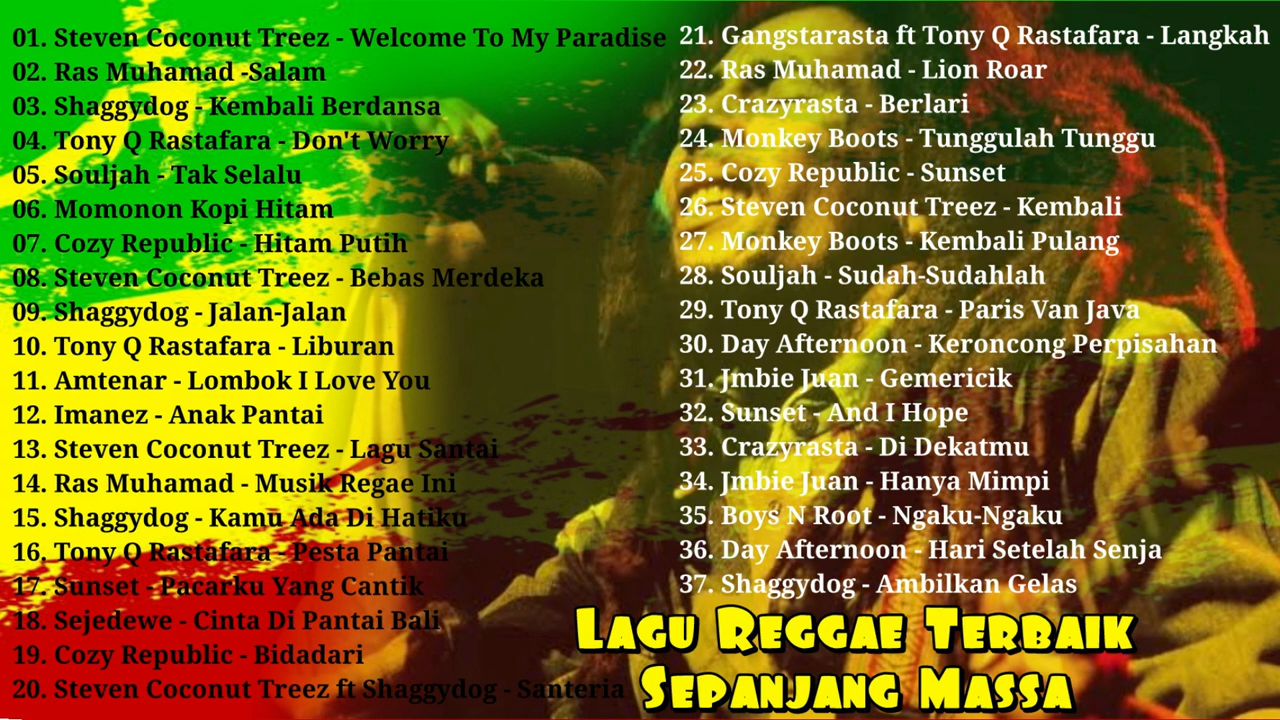 01. Steven Coconut Treez - Welcome To My Paradise
02. Ras Muhamad -Salam
03. Shaggydog - Kembali Berdansa
04. Tony Q Rastafara - Don't Worry
05. Souljah - Tak Selalu
06. Momonon Kopi Hitam
07. Cozy Republic - Hitam Putih
08. Steven Coconut Treez - Bebas Merdeka
09. Shaggydog - Jalan-Jalan
10. Tony Q Rastafara - Liburan
11. Amtenar - Lombok I Love You
12. Imanez - Anak Pantai
13. Steven Coconut Treez - Lagu Santai
14. Ras Muhamad - Musik Regae Ini
15. Shaggydog - Kamu Ada Di Hatiku
16. Tony Q Rastafara - Pesta Pantai
17. Sunset - Pacarku Yang Cantik
18. Sejedewe - Cinta Di Pantai Bali
19. Cozy Republic - Bidadari
20. Steven Coconut Treez ft Shaggydog - Santeria
21. Gangstarasta ft Tony Q Rastafara - Langkah
22. Ras Muhamad - Lion Roar
23. Crazyrasta - Berlari
24. Monkey Boots - Tunggulah Tunggu
25. Cozy Republic - Sunset
26. Steven Coconut Treez - Kembali
27. Monkey Boots - Kembali Pulang
28. Souljah - Sudah-Sudahlah
29. Tony Q Rastafara - Paris Van Java
30. Day Afternoon - Keroncong Perpisahan
31. Jmbie Juan - Gemericik
32. Sunset - And I Hope
33. Crazyrasta - Di Dekatmu
34. Jmbie Juan - Hanya Mimpi
35. Boys N Root - Ngaku-Ngaku
36. Day Afternoon - Hari Setelah Senja
37. Shaggydog - Ambilkan Gelas
Lagu Reggae Terbaik
Sepanjang Massa